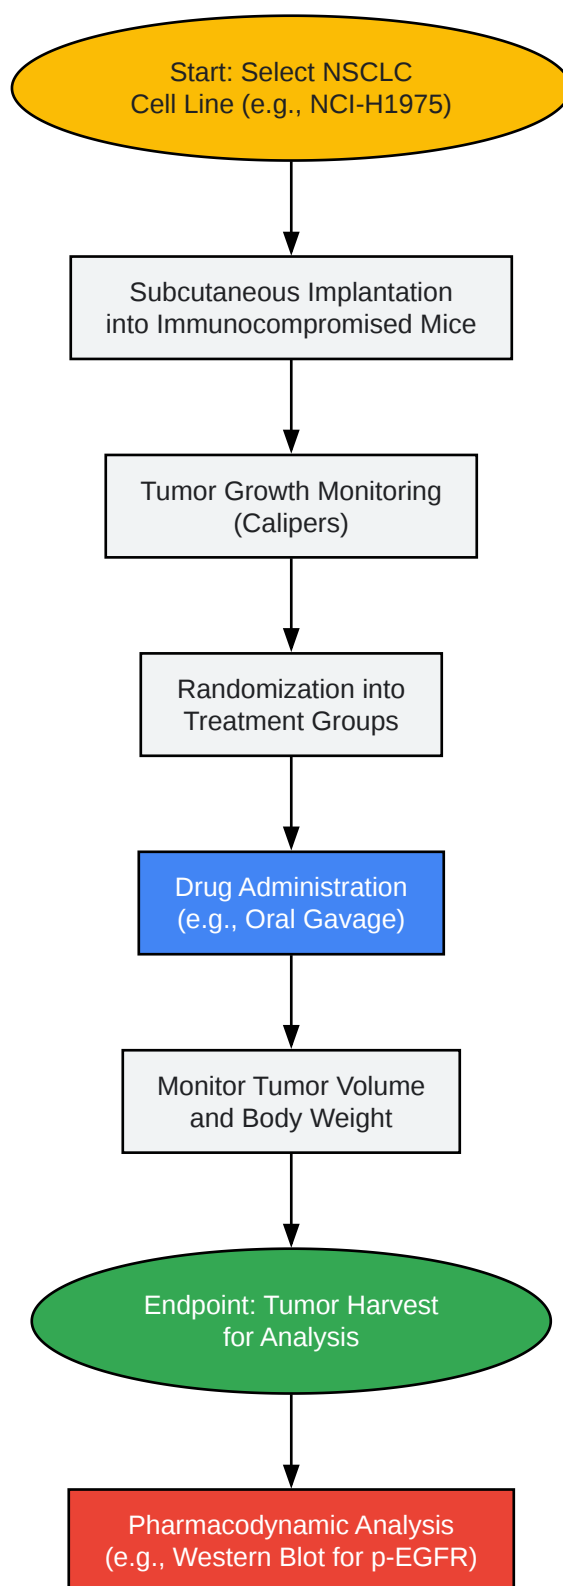 Start: Select NSCLC
Cell Line (e.g., NCI-H1975)
Subcutaneous Implantation
into Immunocompromised Mice
Tumor Growth Monitoring
(Calipers)
Randomization into
Treatment Groups
Drug Administration
(e.g., Oral Gavage)
Monitor Tumor Volume
and Body Weight
Endpoint: Tumor Harvest
for Analysis
Pharmacodynamic Analysis
(e.g., Western Blot for p-EGFR)